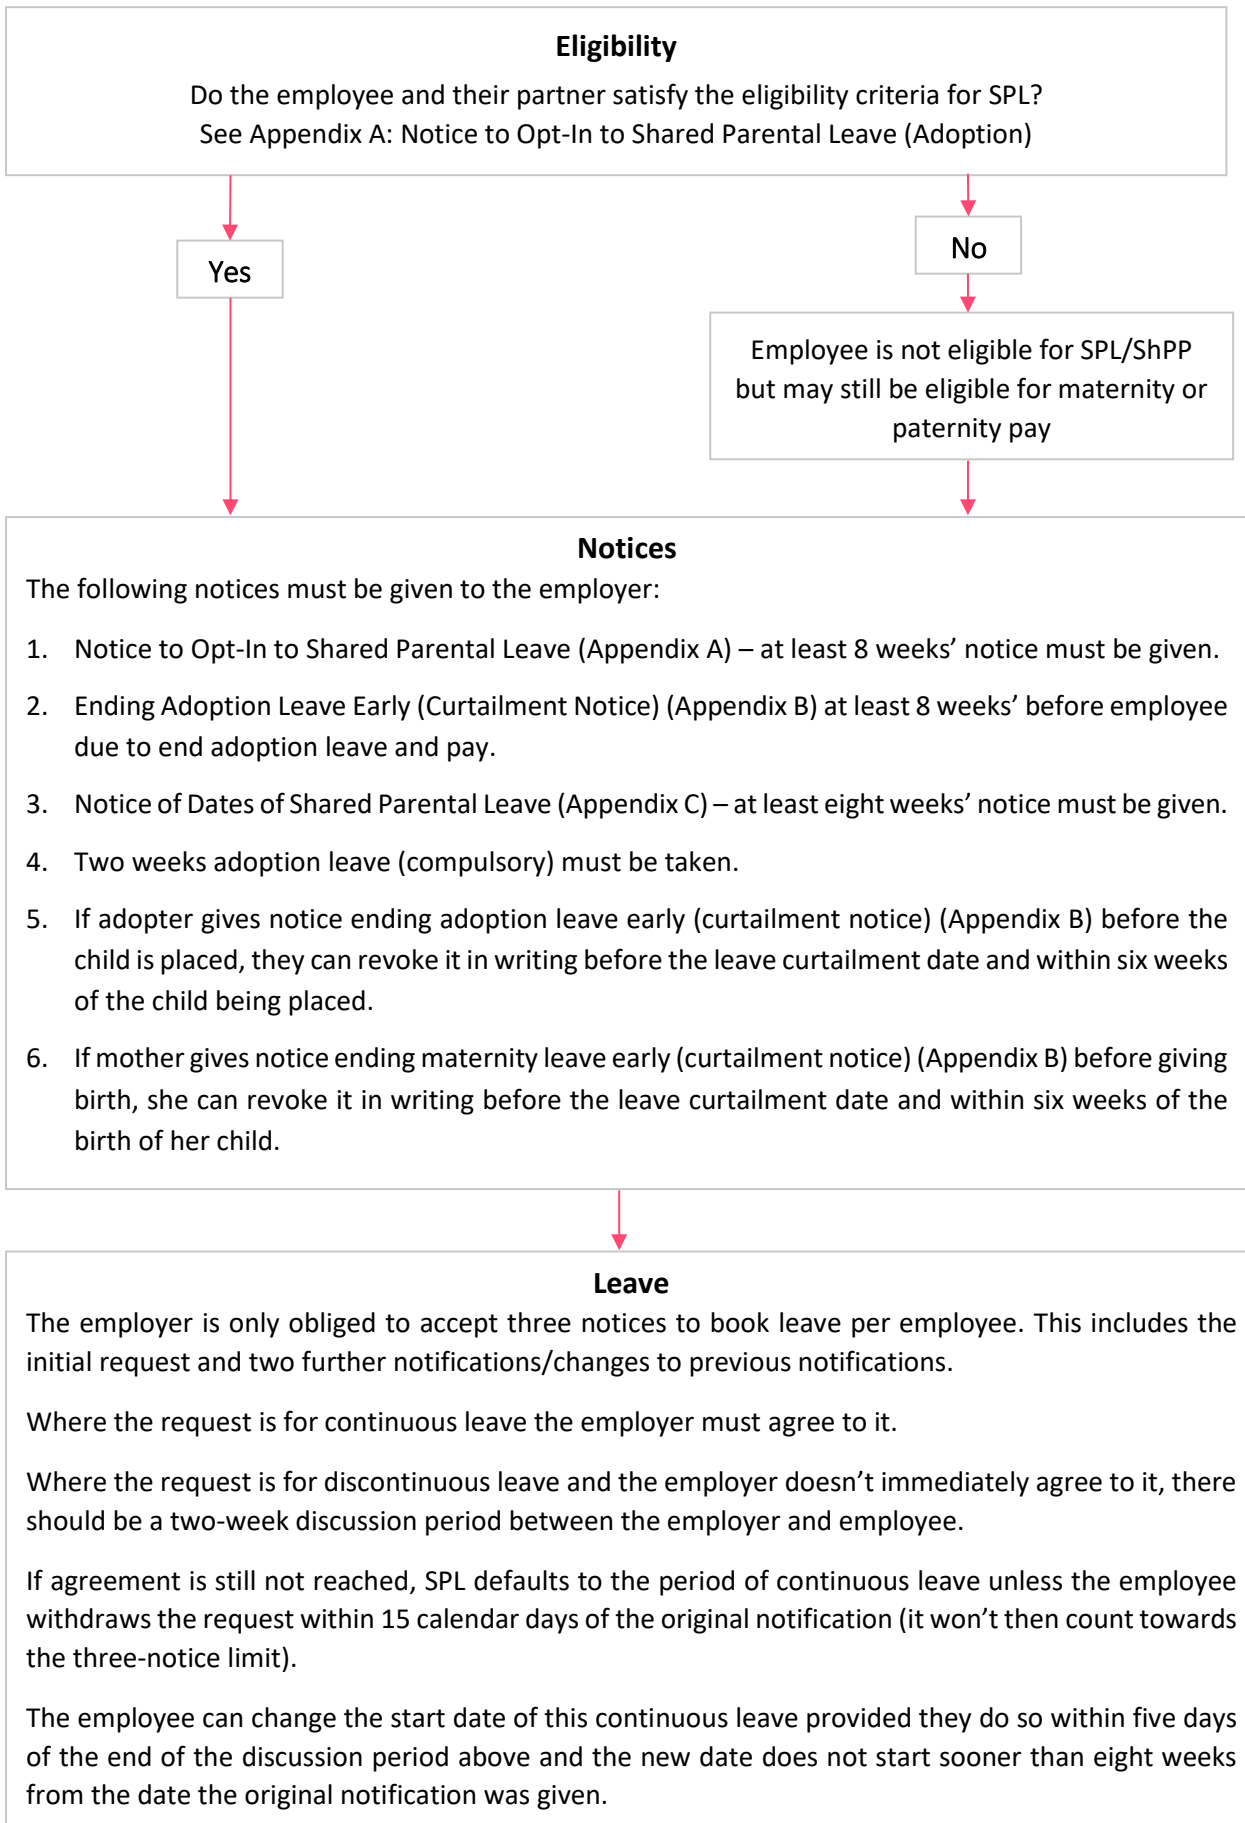 Eligibility
Do the employee and their partner satisfy the eligibility criteria for SPL?
See Appendix A: Notice to Opt-In to Shared Parental Leave (Adoption)
Yes
No
Employee is not eligible for SPL/ShPP
but may still be eligible for maternity or
paternity pay
Notices
The following notices must be given to the employer:
1. Notice to Opt-In to Shared Parental Leave (Appendix A) – at least 8 weeks’ notice must be given.
2. Ending Adoption Leave Early (Curtailment Notice) (Appendix B) at least 8 weeks’ before employee
due to end adoption leave and pay.
3. Notice of Dates of Shared Parental Leave (Appendix C) – at least eight weeks’ notice must be given.
4. Two weeks adoption leave (compulsory) must be taken.
5. If adopter gives notice ending adoption leave early (curtailment notice) (Appendix B) before the
child is placed, they can revoke it in writing before the leave curtailment date and within six weeks
of the child being placed.
6. If mother gives notice ending maternity leave early (curtailment notice) (Appendix B) before giving
birth, she can revoke it in writing before the leave curtailment date and within six weeks of the
birth of her child.
Leave
The employer is only obliged to accept three notices to book leave per employee. This includes the
initial request and two further notifications/changes to previous notifications.
Where the request is for continuous leave the employer must agree to it.
Where the request is for discontinuous leave and the employer doesn’t immediately agree to it, there
should be a two-week discussion period between the employer and employee.
If agreement is still not reached, SPL defaults to the period of continuous leave unless the employee
withdraws the request within 15 calendar days of the original notification (it won’t then count towards
the three-notice limit).
The employee can change the start date of this continuous leave provided they do so within five days
of the end of the discussion period above and the new date does not start sooner than eight weeks
from the date the original notification was given.